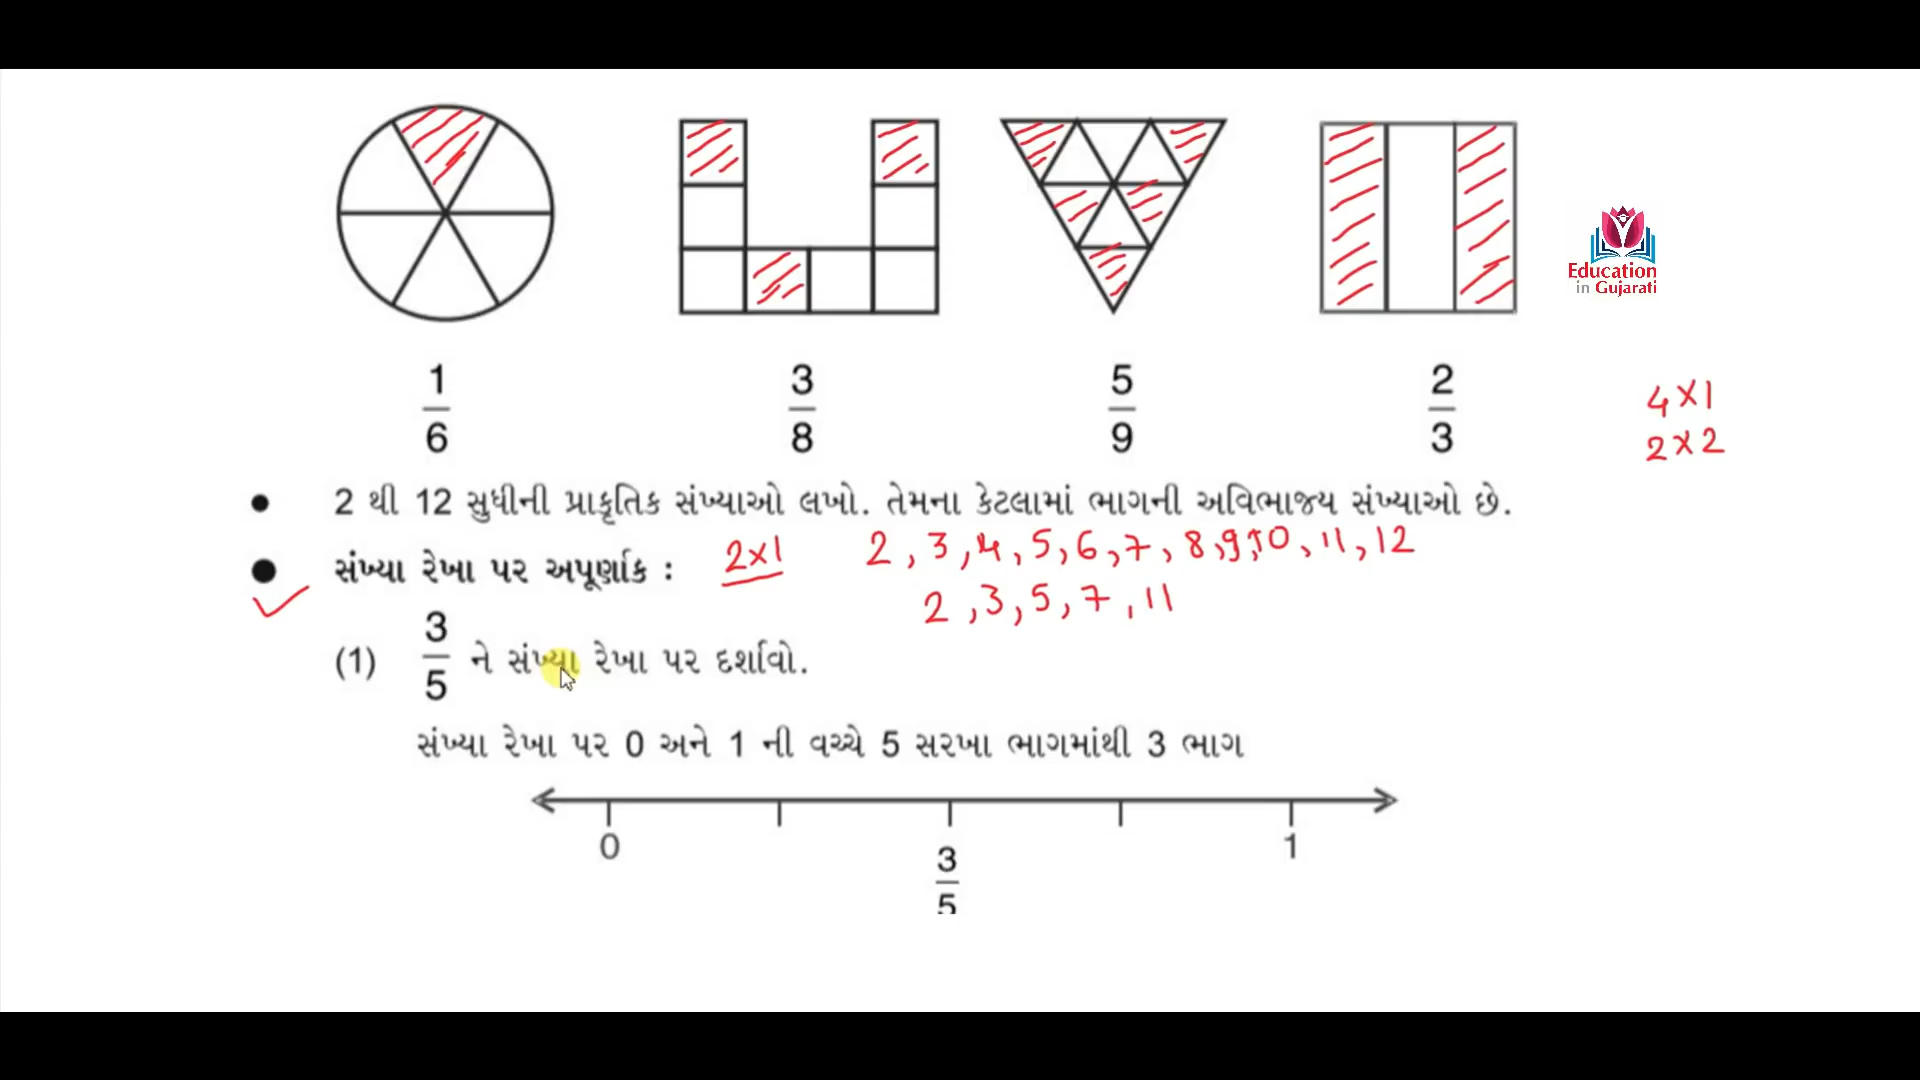 Education
in Gujarati
1/6 3/8 5/9 2/3
4×1
2×2
● 2 થી 12 સુધીની પ્રાકૃતિક સંખ્યાઓ લખો. તેમના કેટલામાં ભાગની અવિભાજ્ય સંખ્યાઓ છે.
2, 3, 4, 5, 6, 7, 8, 9, 10, 11, 12
● સંખ્યા રેખા પર અપૂર્ણાંક : 2×1
2, 3, 5, 7, 11
(1) 3/5 ને સંખ્યા રેખા પર દર્શાવો.
સંખ્યા રેખા પર 0 અને 1 ની વચ્ચે 5 સરખા ભાગમાંથી 3 ભાગ
0 3/5 1